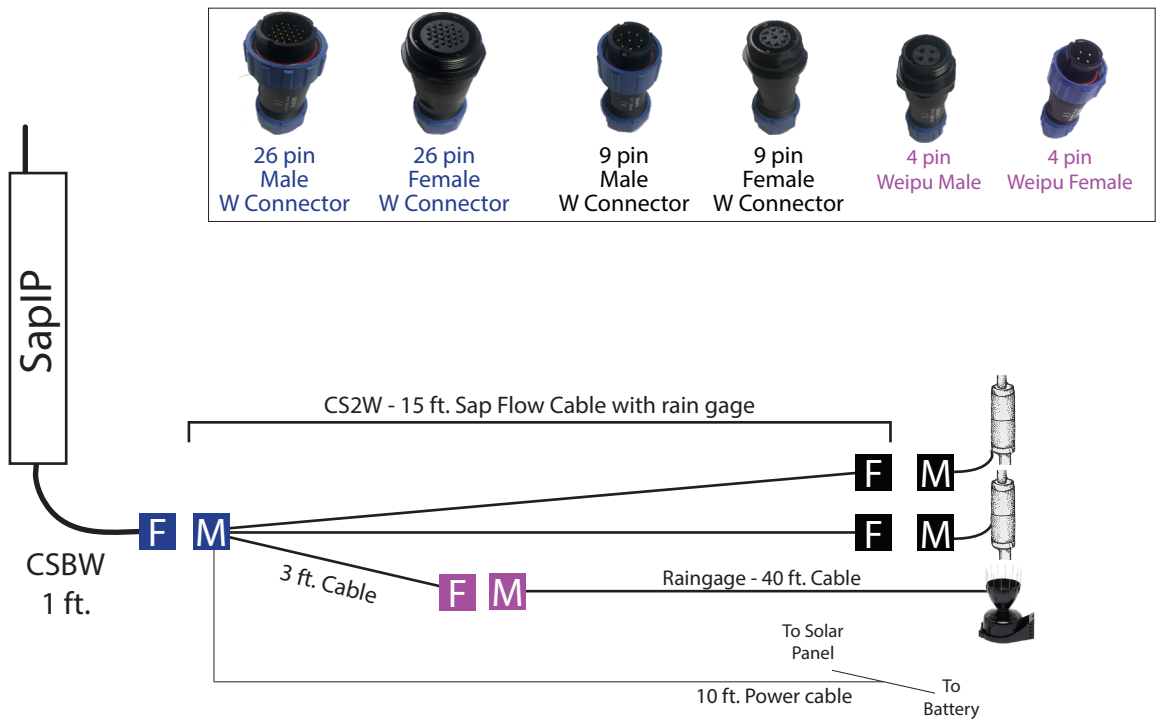 26 pin
Male
W Connector
26 pin
Female
W Connector
9 pin
Male
W Connector
9 pin
Female
W Connector
4 pin
Weipu Male
4 pin
Weipu Female
SapIP
CS2W - 15 ft. Sap Flow Cable with rain gage
F M
F M
F M
CSBW
1 ft.
3 ft. Cable
F M
Raingage - 40 ft. Cable
To Solar
Panel
10 ft. Power cable
To
Battery